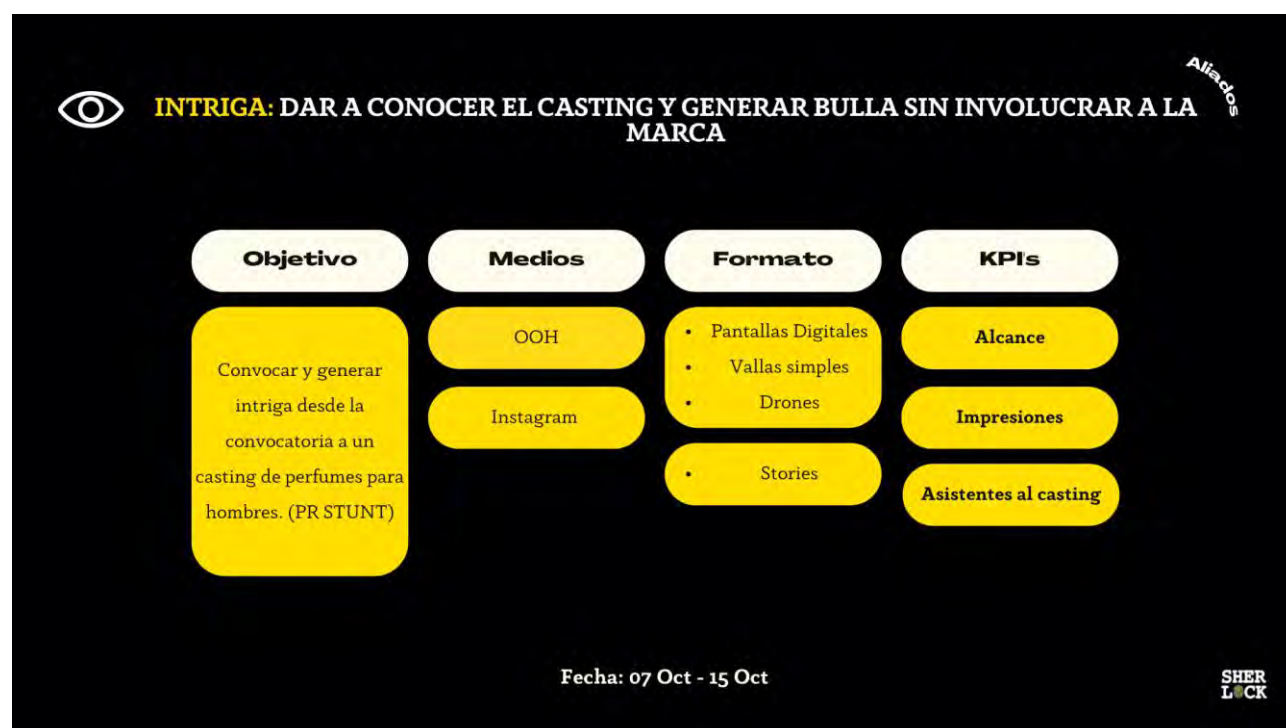 Aliados
INTRIGA: DAR A CONOCER EL CASTING Y GENERAR BULLA SIN INVOLUCRAR A LA
MARCA
Objetivo
Medios
Formato
KPI's
Convocar y generar
intriga desde la
convocatoria a un
casting de perfumes para
hombres. (PR STUNT)
OOH
Instagram
• Pantallas Digitales
• Vallas simples
• Drones
• Stories
Alcance
Impresiones
Asistentes al casting
Fecha: 07 Oct - 15 Oct
SHER
LOCK